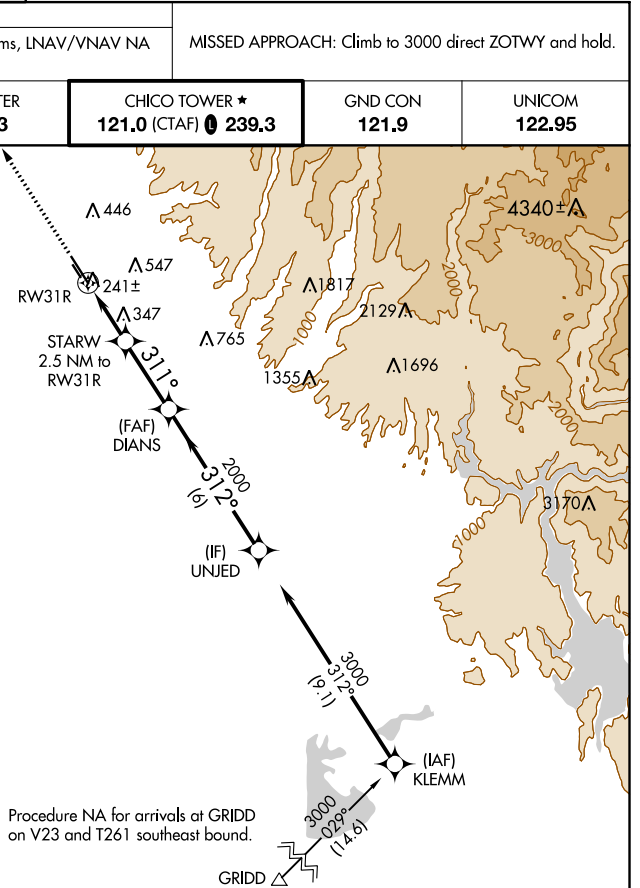 ms, LNAV/VNAV NA
MISSED APPROACH: Climb to 3000 direct ZOTWY and hold.
TER
3
CHICO TOWER ★
121.0 (CTAF) L 239.3
GND CON
121.9
UNICOM
122.95
446
4340±
3000
547
241±
RW31R
347
1817
2000
2129
1000
765
STARW
2.5 NM to
RW31R
311°
1355
1696
(FAF)
DIANS
2000
2000
312°
(6)
3170
1000
(IF)
UNJED
3000
312°
(9.1)
(IAF)
KLEMM
Procedure NA for arrivals at GRIDD
on V23 and T261 southeast bound.
3000
029°
(14.6)
GRIDD